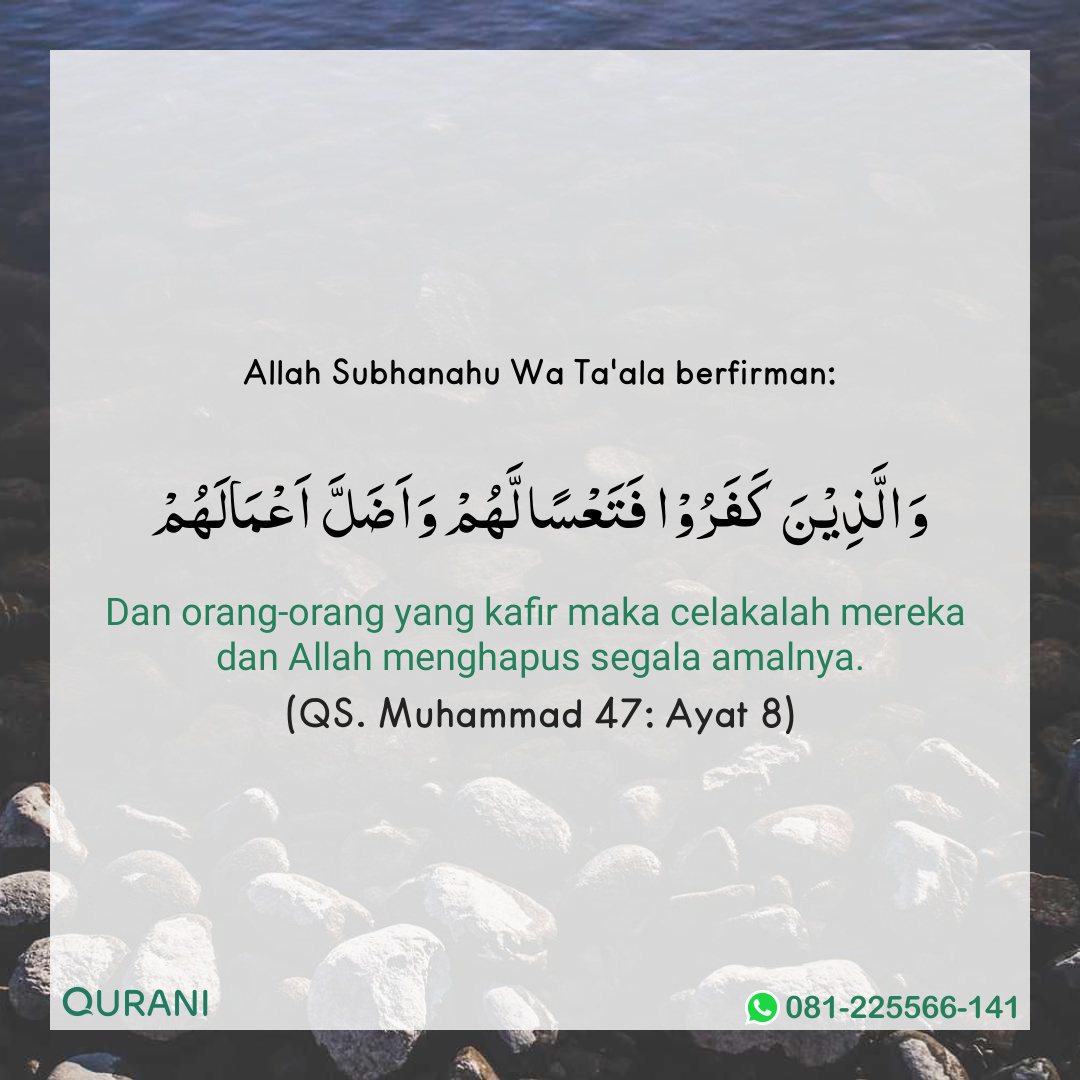 Allah Subhanahu Wa Ta'ala berfirman:
وَالَّذِيْنَ كَفَرُوْا فَتَعْسًا لَّهُمْ وَاَضَلَّ اَعْمَالَهُمْ
Dan orang-orang yang kafir maka celakalah mereka
dan Allah menghapus segala amalnya.
(QS. Muhammad 47: Ayat 8)
QURANI
081-225566-141